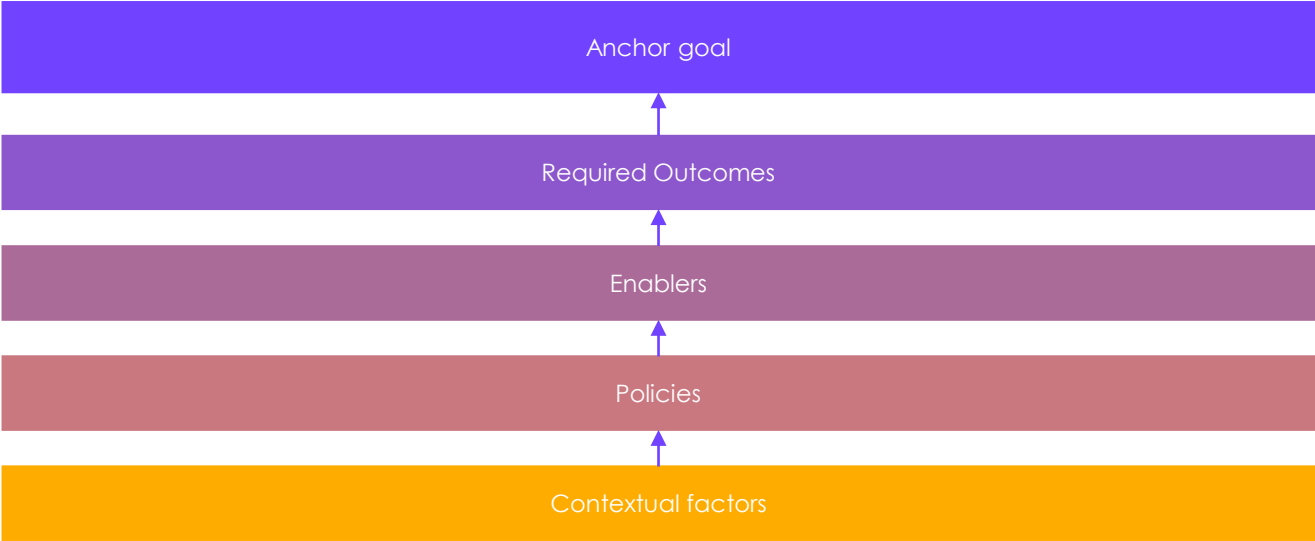 Anchor goal
Required Outcomes
Enablers
Policies
Contextual factors